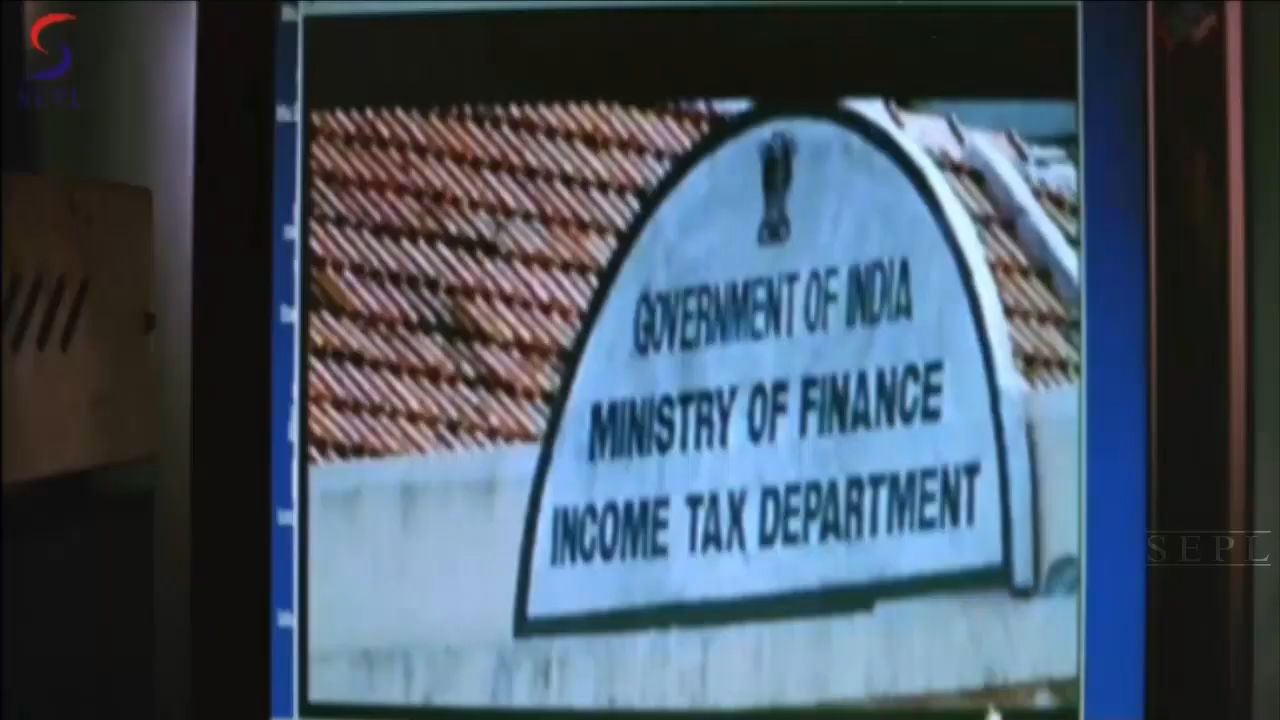 SEPL
GOVERNMENT OF INDIA
MINISTRY OF FINANCE
INCOME TAX DEPARTMENT
SEPL